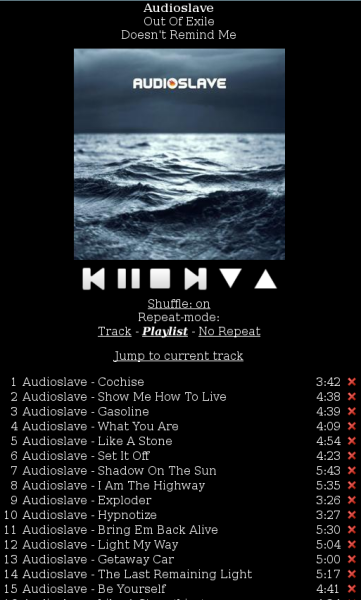 Audioslave
Out Of Exile
Doesn't Remind Me
AUDIOSLAVE
Shuffle: on
Repeat-mode:
Track - Playlist - No Repeat
Jump to current track
1 Audioslave - Cochise 3:42
2 Audioslave - Show Me How To Live 4:38
3 Audioslave - Gasoline 4:39
4 Audioslave - What You Are 4:09
5 Audioslave - Like A Stone 4:54
6 Audioslave - Set It Off 4:23
7 Audioslave - Shadow On The Sun 5:43
8 Audioslave - I Am The Highway 5:35
9 Audioslave - Exploder 3:26
10 Audioslave - Hypnotize 3:27
11 Audioslave - Bring Em Back Alive 5:30
12 Audioslave - Light My Way 5:04
13 Audioslave - Getaway Car 5:00
14 Audioslave - The Last Remaining Light 5:17
15 Audioslave - Be Yourself 4:41